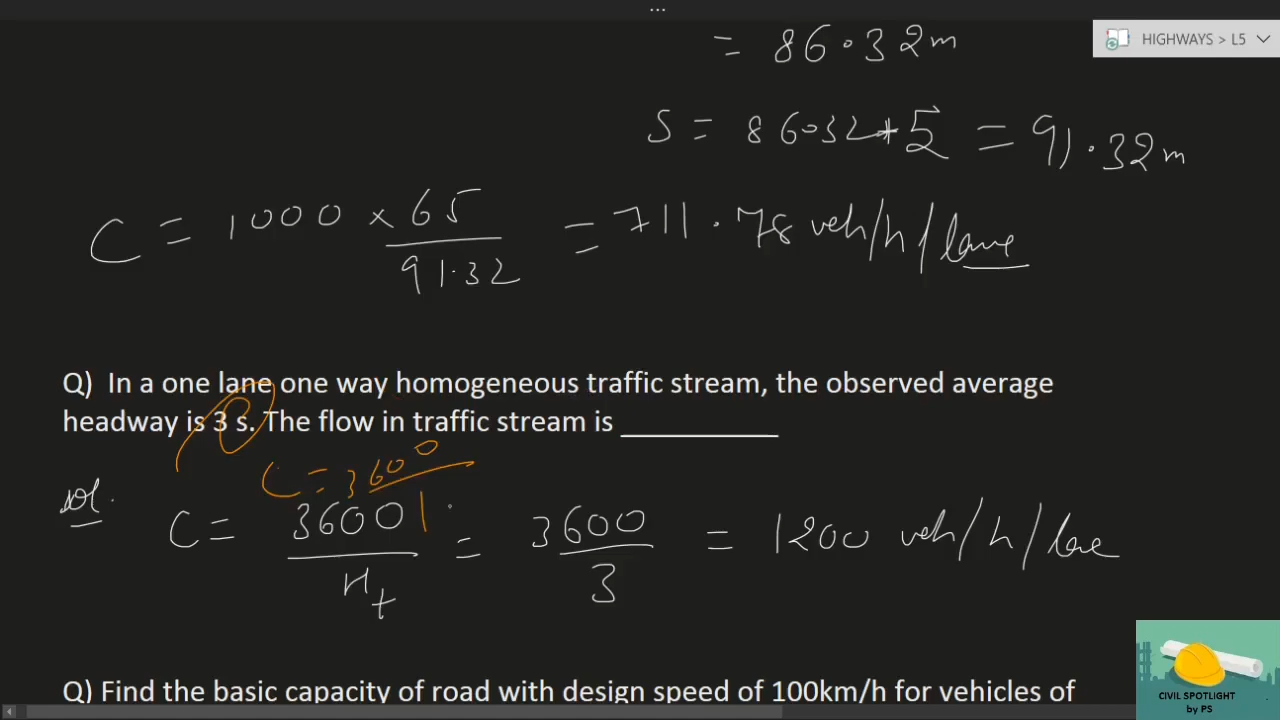 ...
HIGHWAYS > L5
= 86.32m
S = 86.32 + 5 = 91.32m
C = 1000 × 65 / 91.32 = 711.78 veh/h/lane
Q) In a one lane one way homogeneous traffic stream, the observed average
headway is 3 s. The flow in traffic stream is __________
C = 3600
Sol.
C = 3600 / Ht = 3600 / 3 = 1200 veh/h/lane
Q) Find the basic capacity of road with design speed of 100km/h for vehicles of
CIVIL SPOTLIGHT
by PS